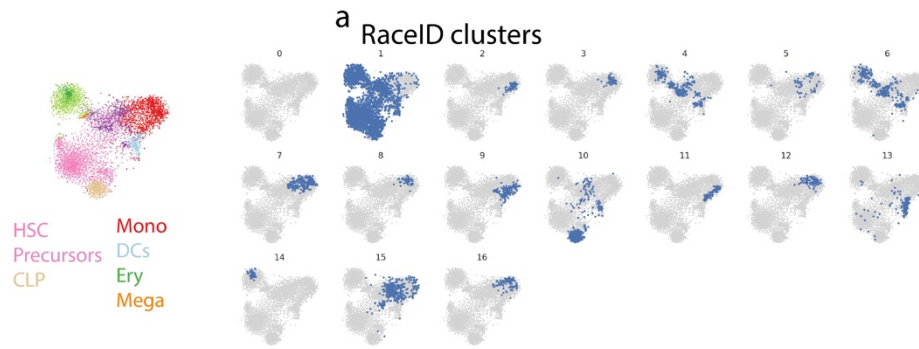 a
RaceID clusters
0 1 2 3 4 5 6
7 8 9 10 11 12 13
14 15 16
HSC
Precursors
CLP
Mono
DCs
Ery
Mega